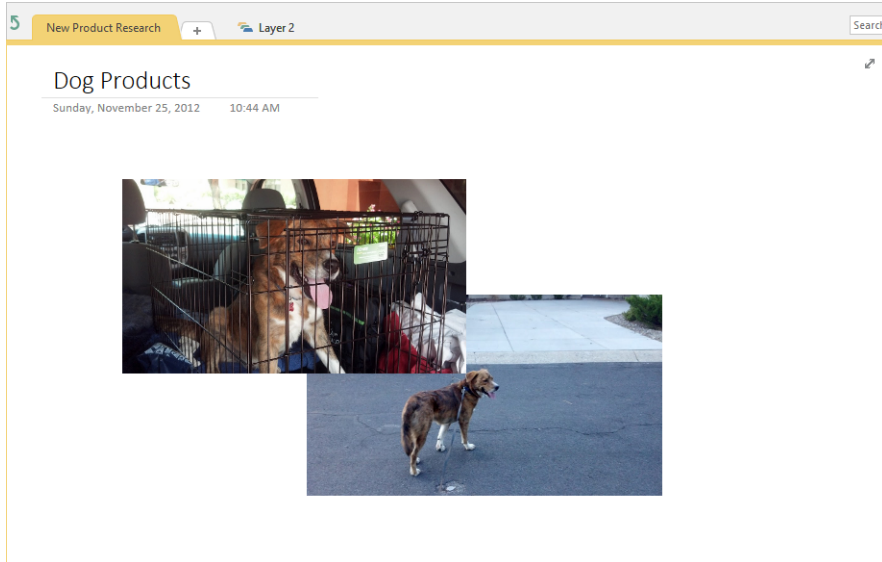 New Product Research
+
Layer 2
Search
Dog Products
Sunday, November 25, 2012 10:44 AM